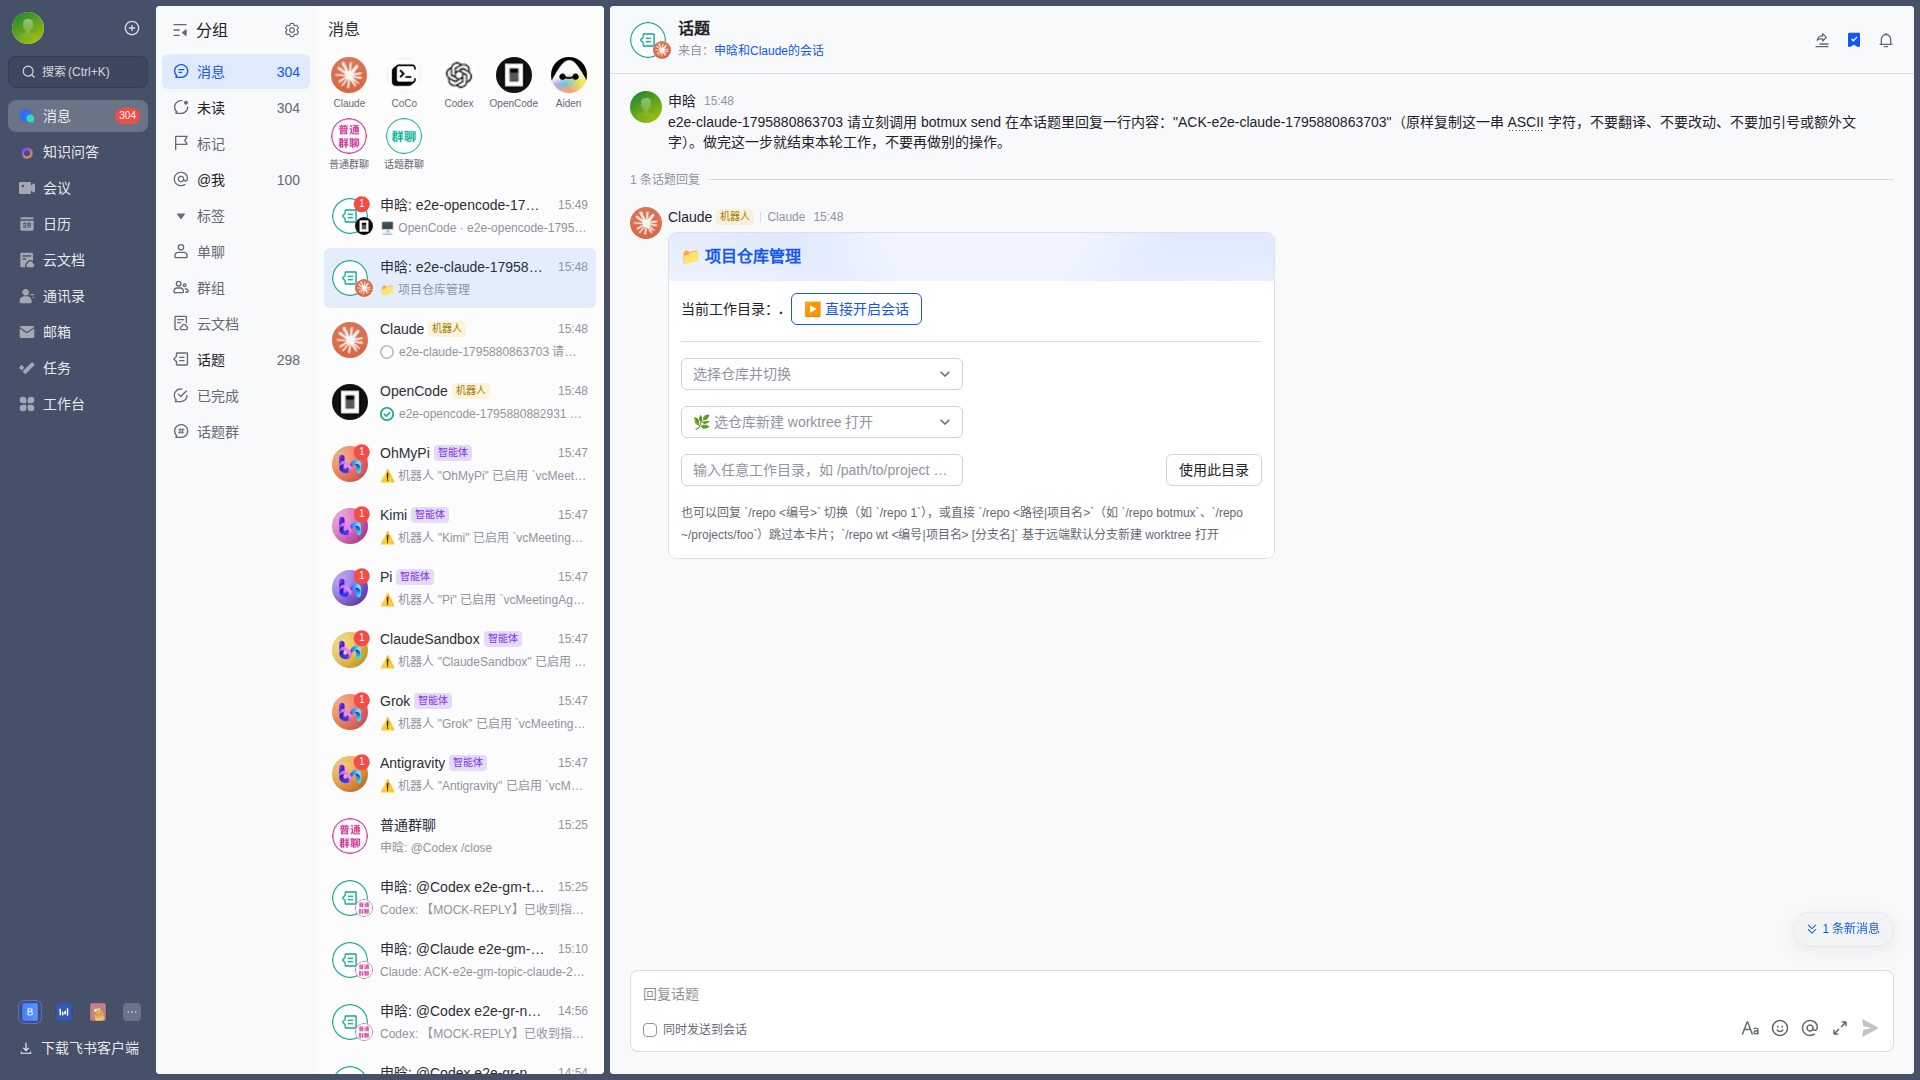 搜索 (Ctrl+K)
消息
304
知识问答
会议
日历
云文档
通讯录
邮箱
任务
工作台
下载飞书客户端
分组
消息 304
未读 304
标记
@我 100
标签
单聊
群组
云文档
话题 298
已完成
话题群
消息
Claude
CoCo
Codex
OpenCode
Aiden
普通群聊
普通群聊
群聊
话题群聊
申晗: e2e-opencode-17... 15:49
OpenCode · e2e-opencode-1795...
申晗: e2e-claude-17958... 15:48
项目仓库管理
Claude 机器人 15:48
e2e-claude-1795880863703 请...
OpenCode 机器人 15:48
e2e-opencode-1795880882931 ...
OhMyPi 智能体 15:47
机器人 "OhMyPi" 已启用 `vcMeet...
Kimi 智能体 15:47
机器人 "Kimi" 已启用 `vcMeeting...
Pi 智能体 15:47
机器人 "Pi" 已启用 `vcMeetingAg...
ClaudeSandbox 智能体 15:47
机器人 "ClaudeSandbox" 已启用 ...
Grok 智能体 15:47
机器人 "Grok" 已启用 `vcMeeting...
Antigravity 智能体 15:47
机器人 "Antigravity" 已启用 `vcM...
普通群聊 15:25
申晗: @Codex /close
申晗: @Codex e2e-gm-t... 15:25
Codex: 【MOCK-REPLY】已收到指...
申晗: @Claude e2e-gm-... 15:10
Claude: ACK-e2e-gm-topic-claude-2...
申晗: @Codex e2e-gr-n... 14:56
Codex: 【MOCK-REPLY】已收到指...
申晗: @Codex e2e-gr-n... 14:54
话题
来自：申晗和Claude的会话
申晗 15:48
e2e-claude-1795880863703 请立刻调用 botmux send 在本话题里回复一行内容："ACK-e2e-claude-1795880863703"（原样复制这一串 ASCII 字符，不要翻译、不要改动、不要加引号或额外文
字）。做完这一步就结束本轮工作，不要再做别的操作。
1 条话题回复
Claude 机器人 | Claude 15:48
项目仓库管理
当前工作目录：. 直接开启会话
选择仓库并切换
选仓库新建 worktree 打开
输入任意工作目录，如 /path/to/project ...
使用此目录
也可以回复 `/repo <编号>` 切换（如 `/repo 1`），或直接 `/repo <路径|项目名>`（如 `/repo botmux`、`/repo
~/projects/foo`）跳过本卡片；`/repo wt <编号|项目名> [分支名]` 基于远端默认分支新建 worktree 打开
1 条新消息
回复话题
同时发送到会话